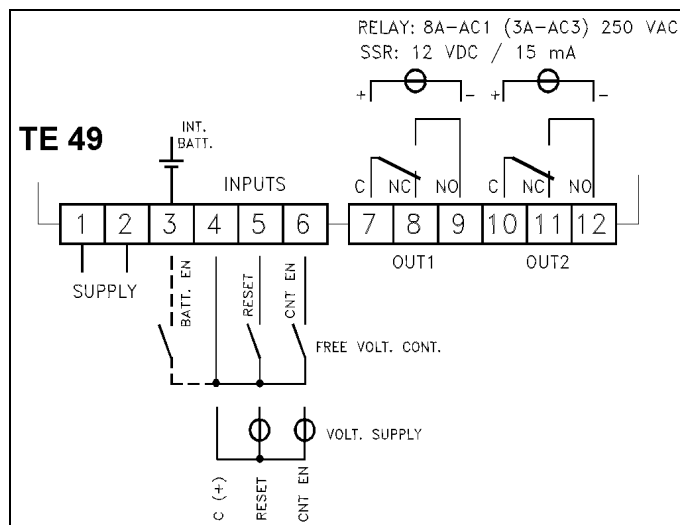 RELAY: 8A-AC1 (3A-AC3) 250 VAC
SSR: 12 VDC / 15 mA
+ - + -
TE 49
INT.
BATT.
INPUTS
C NC NO C NC NO
1 2 3 4 5 6 7 8 9 10 11 12
SUPPLY
OUT1 OUT2
BATT. EN
RESET
CNT EN
FREE VOLT. CONT.
VOLT. SUPPLY
C (+)
RESET
CNT EN